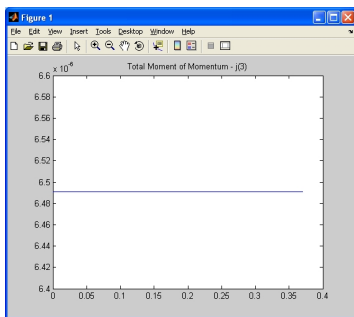 Figure 1
File Edit View Insert Tools Desktop Window Help
x 10^-6
Total Moment of Momentum - j(3)
6.6
6.58
6.56
6.54
6.52
6.5
6.48
6.46
6.44
6.42
6.4
0 0.05 0.1 0.15 0.2 0.25 0.3 0.35 0.4